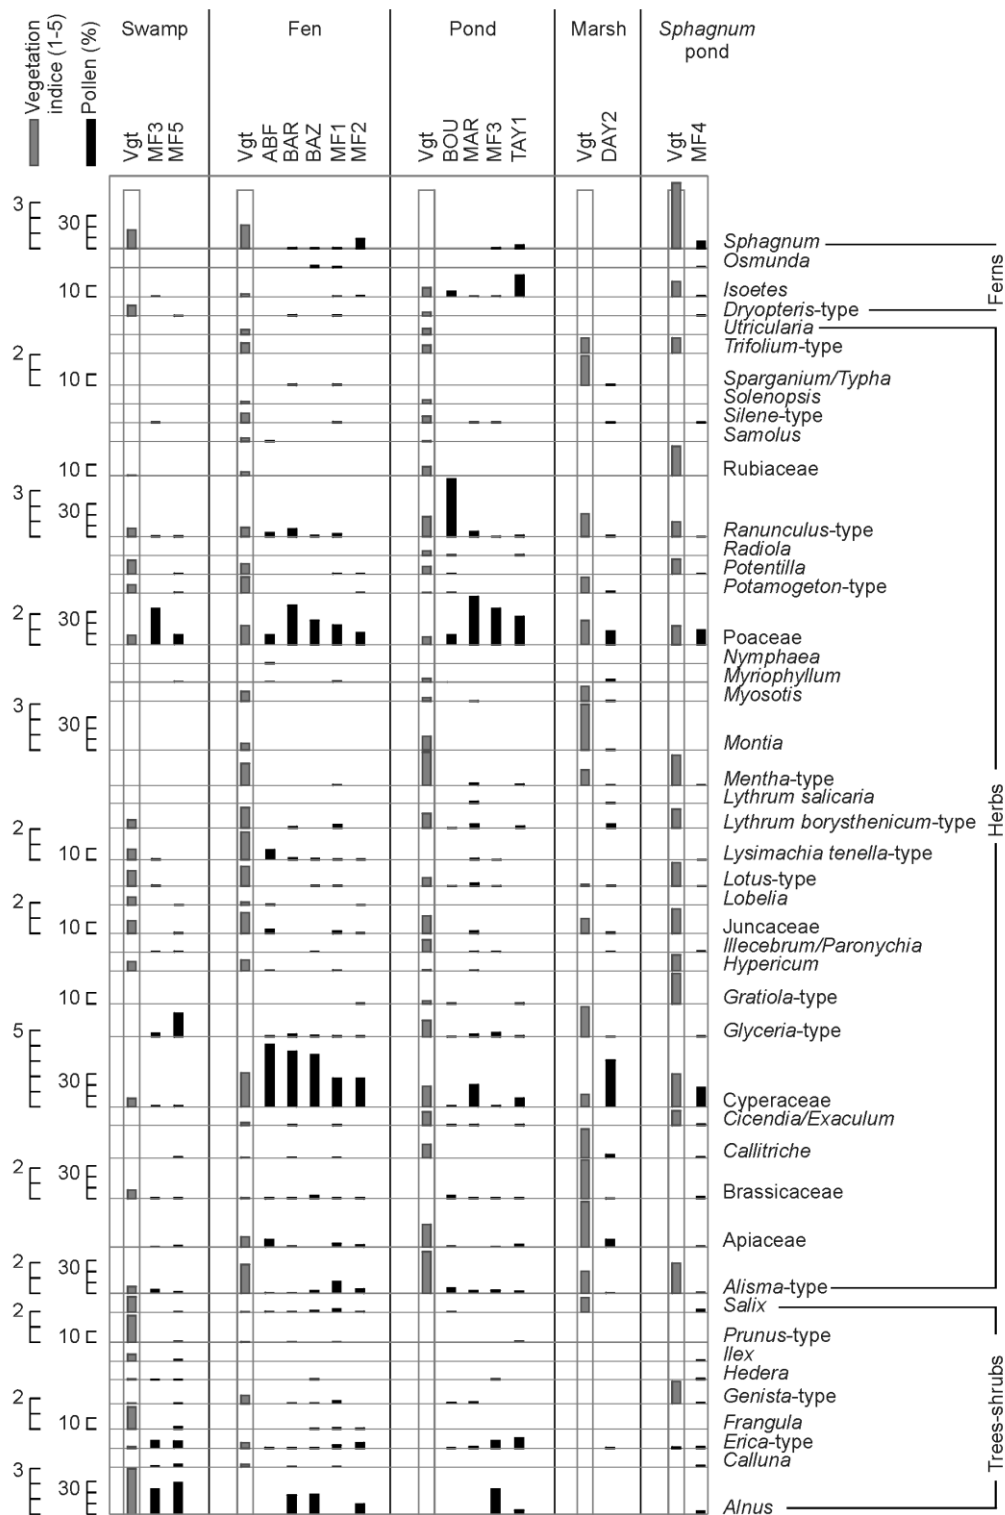 Vegetation
indice (1-5)
Pollen (%)
Swamp
Fen
Pond
Marsh
Sphagnum
pond
Vgt
MF3
MF5
Vgt
ABF
BAR
BAZ
MF1
MF2
Vgt
BOU
MAR
MF3
TAY1
Vgt
DAY2
Vgt
MF4
3
30
Sphagnum
Osmunda
10
Isoetes
Dryopteris-type
Ferns
Utricularia
Trifolium-type
2
10
Sparganium/Typha
Solenopsis
Silene-type
Samolus
10
Rubiaceae
3
30
Ranunculus-type
Radiola
Potentilla
Potamogeton-type
2
30
Poaceae
Nymphaea
Myriophyllum
Myosotis
3
30
Montia
Mentha-type
Lythrum salicaria
2
Lythrum borysthenicum-type
10
Lysimachia tenella-type
Lotus-type
Lobelia
2
10
Juncaceae
Illecebrum/Paronychia
Hypericum
10
Gratiola-type
5
Glyceria-type
30
Cyperaceae
Cicendia/Exaculum
Callitriche
2
30
Brassicaceae
Apiaceae
2
30
Alisma-type
Herbs
2
Salix
10
Prunus-type
Ilex
Hedera
2
Genista-type
10
Frangula
Erica-type
Calluna
3
30
Alnus
Trees-shrubs